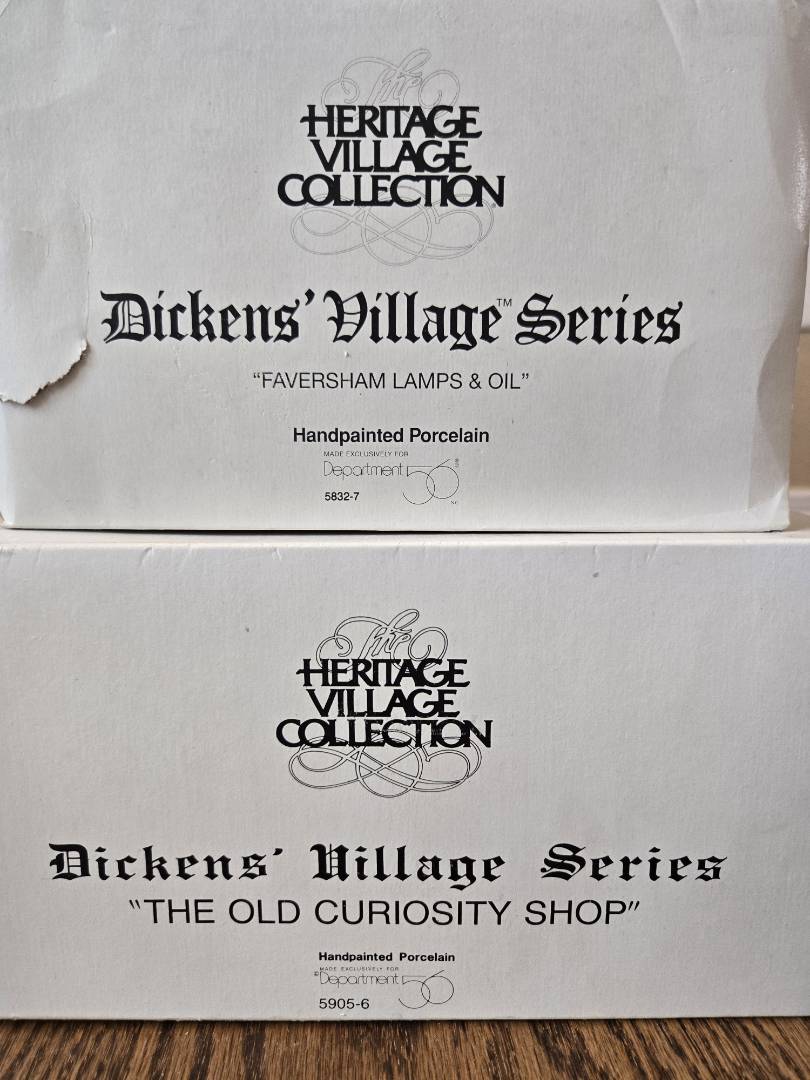 The
HERITAGE
VILLAGE
COLLECTION
Dickens' Village™ Series
“FAVERSHAM LAMPS & OIL”
Handpainted Porcelain
MADE EXCLUSIVELY FOR
Department 56
5832-7
The
HERITAGE
VILLAGE
COLLECTION
Dickens' Village Series
"THE OLD CURIOSITY SHOP"
Handpainted Porcelain
MADE EXCLUSIVELY FOR
©Department 56
5905-6